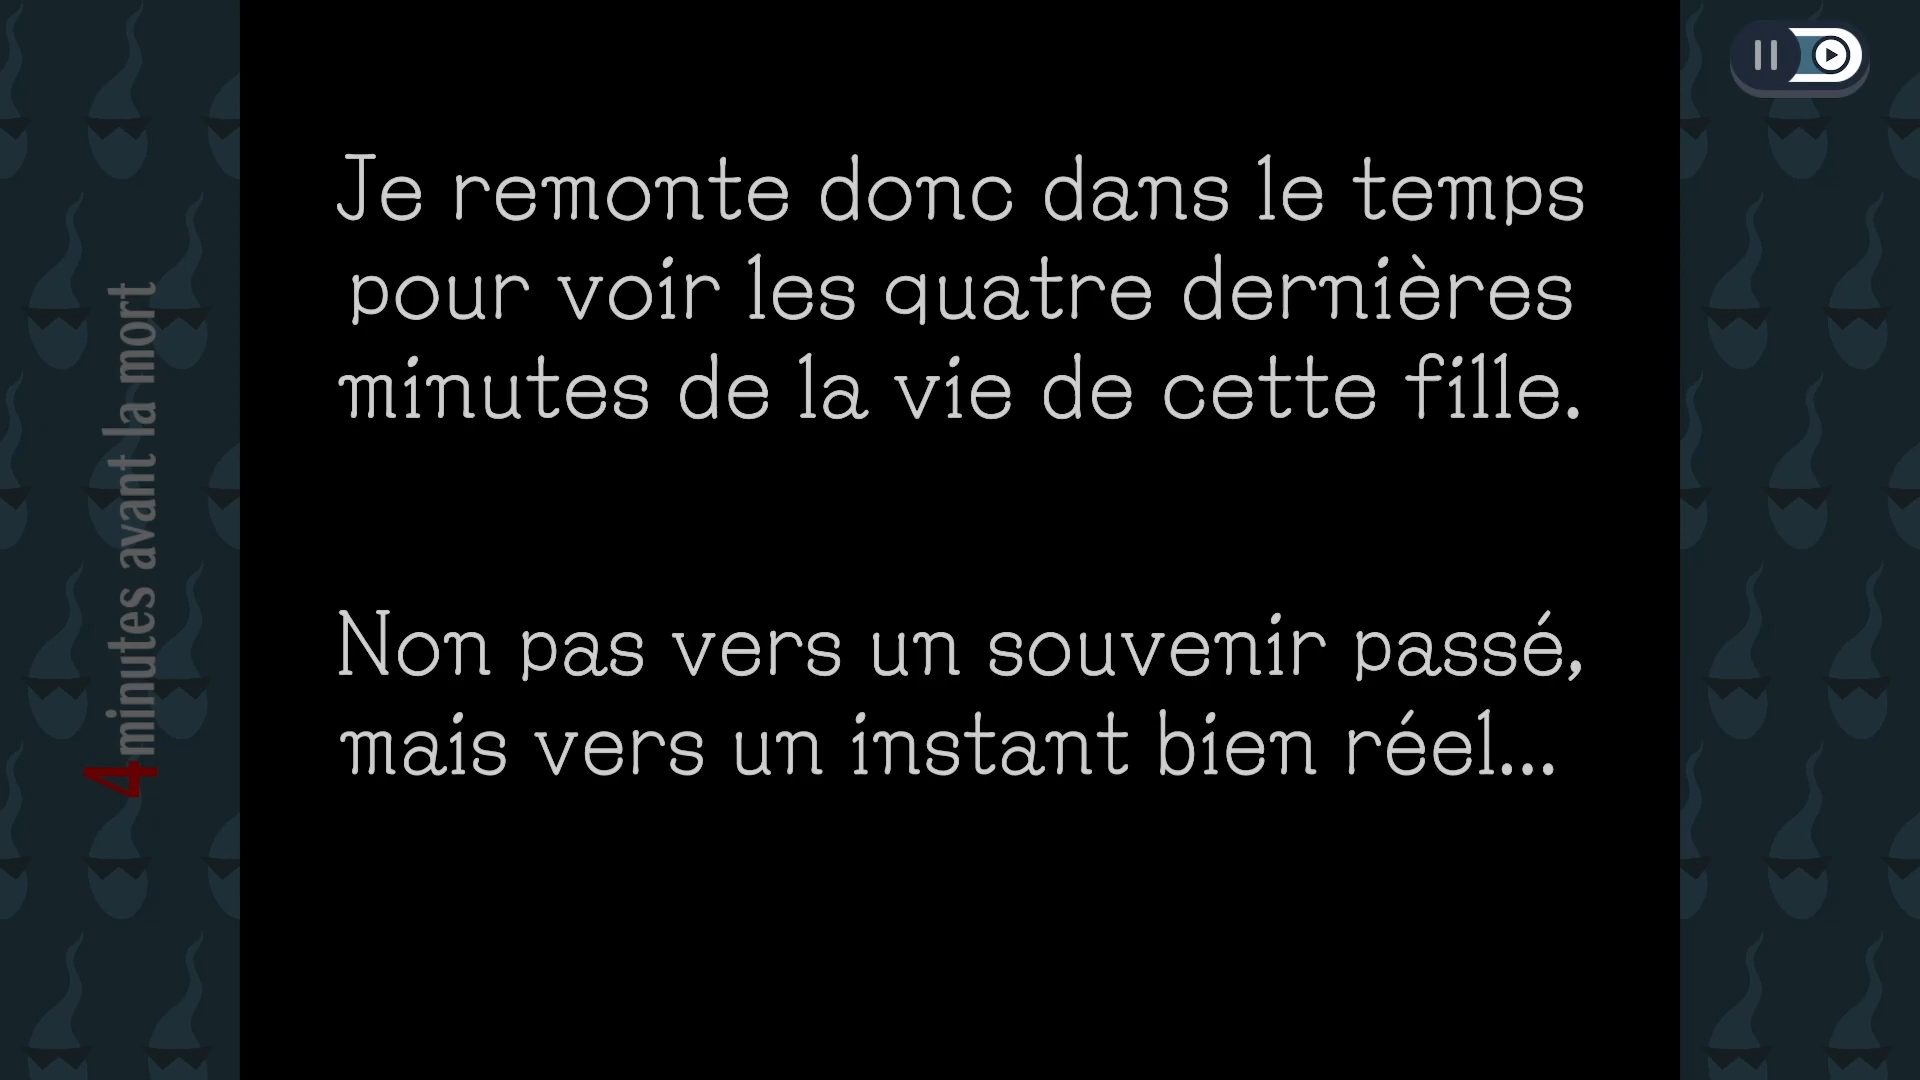 Je remonte donc dans le temps
pour voir les quatre dernières
minutes de la vie de cette fille.
Non pas vers un souvenir passé,
mais vers un instant bien réel...
4 minutes avant la mort